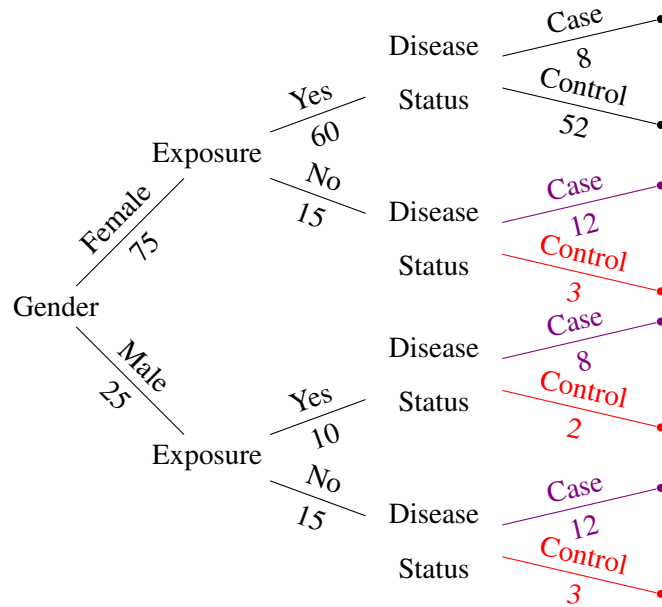 Gender
Female
75
Male
25
Exposure
Yes
60
No
15
Disease
Status
Case
8
Control
52
Disease
Status
Case
12
Control
3
Exposure
Yes
10
No
15
Disease
Status
Case
8
Control
2
Disease
Status
Case
12
Control
3